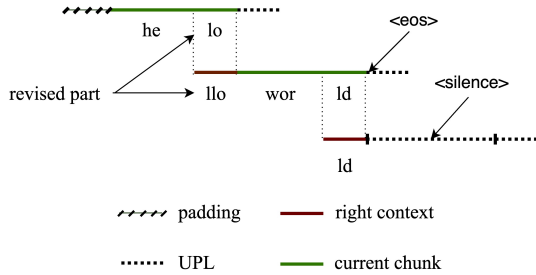 he lo
<eos>
revised part llo wor ld
<silence>
ld
padding right context
UPL current chunk